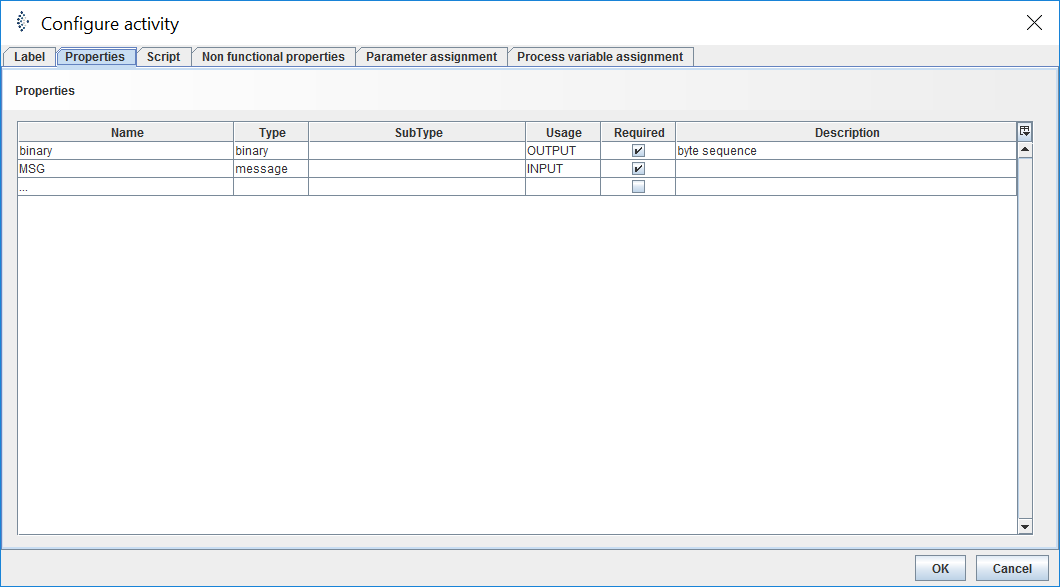 Configure activity
Label Properties Script Non functional properties Parameter assignment Process variable assignment
Properties
Name Type SubType Usage Required Description
binary binary OUTPUT byte sequence
MSG message INPUT
...
OK Cancel